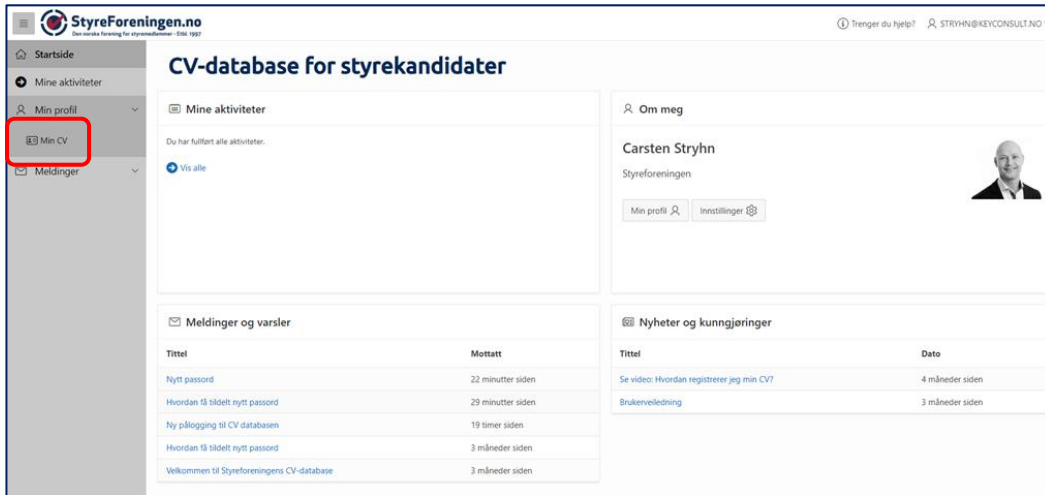 StyreForeningen.no
Den norske forening for styremedlemmer - Etbl. 1997
Trenger du hjelp? STRYHN@KEYCONSULT.NO
Startside
Mine aktiviteter
Min profil
Min CV
Meldinger
CV-database for styrekandidater
Mine aktiviteter
Du har fullført alle aktiviteter.
Vis alle
Om meg
Carsten Stryhn
Styreforeningen
Min profil Innstillinger
Meldinger og varsler
Tittel Mottatt
Nytt passord 22 minutter siden
Hvordan få tildelt nytt passord 29 minutter siden
Ny pålogging til CV databasen 19 timer siden
Hvordan få tildelt nytt passord 3 måneder siden
Velkommen til Styreforeningens CV-database 3 måneder siden
Nyheter og kunngjøringer
Tittel Dato
Se video: Hvordan registrerer jeg min CV? 4 måneder siden
Brukerveiledning 3 måneder siden